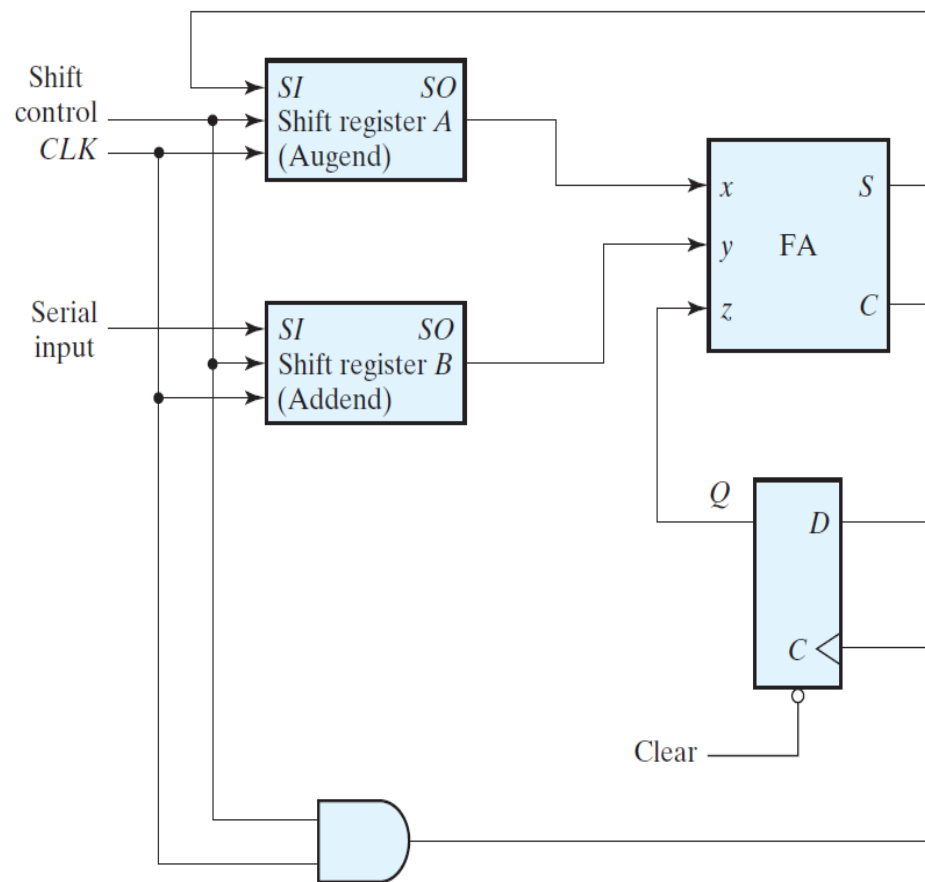 Shift
control
CLK
SI SO
Shift register A
(Augend)
Serial
input
SI SO
Shift register B
(Addend)
x S
y FA
z C
Q
D
C
Clear